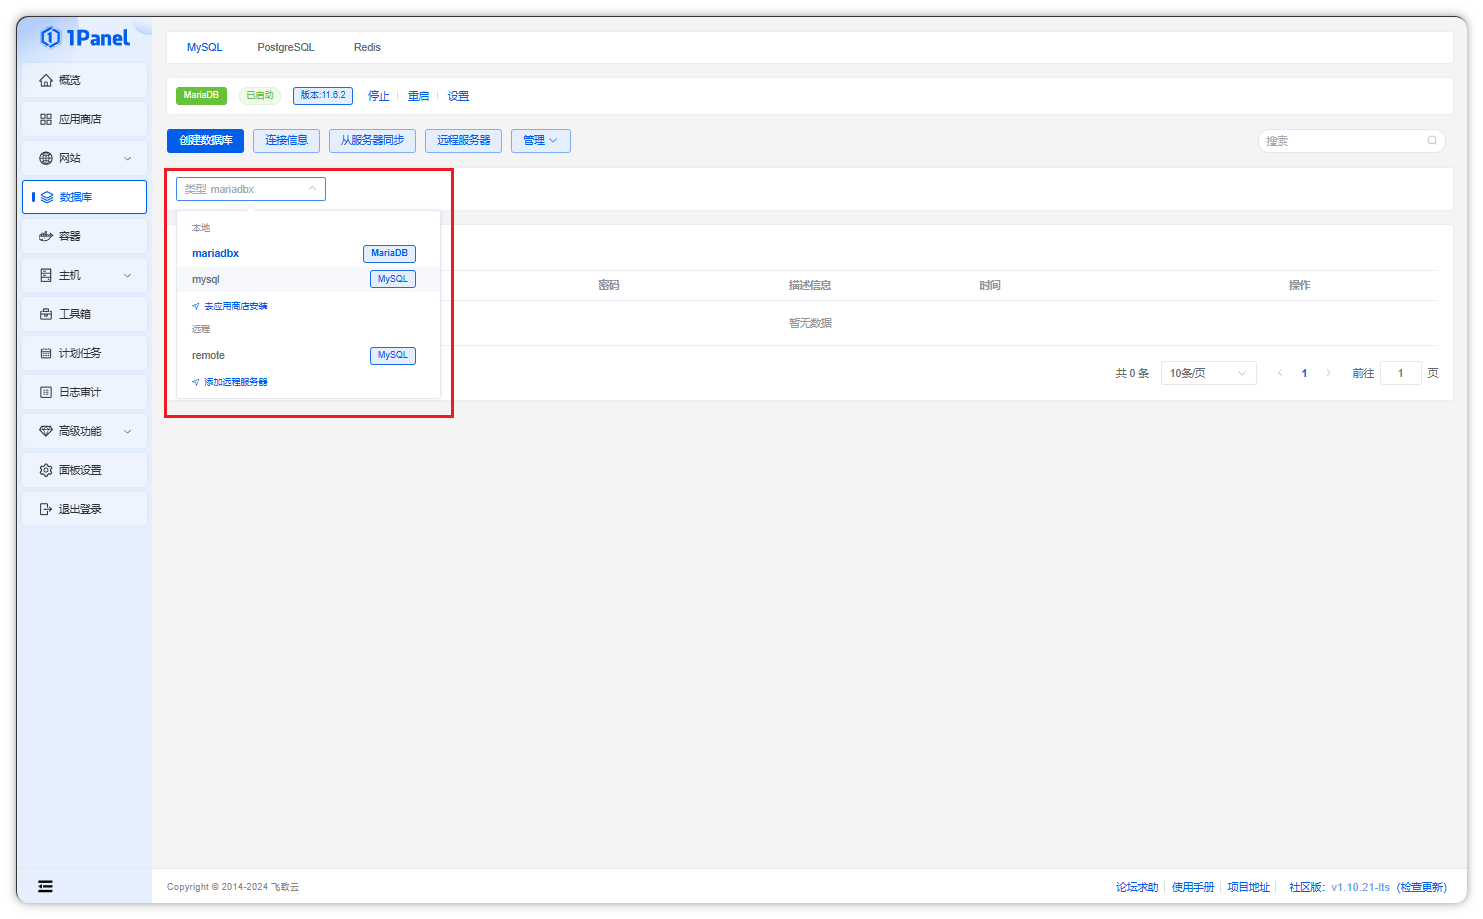 1Panel
概览
应用商店
网站
数据库
容器
主机
工具箱
计划任务
日志审计
高级功能
面板设置
退出登录
MySQL PostgreSQL Redis
MariaDB 已启动 版本:11.6.2 停止 重启 设置
创建数据库 连接信息 从服务器同步 远程服务器 管理 搜索
类型 mariadbx
本地
mariadbx MariaDB
mysql MySQL
去应用商店安装
远程
remote MySQL
添加远程服务器
密码 描述信息 时间 操作
暂无数据
共 0 条 10条/页 1 前往 1 页
Copyright © 2014-2024 飞致云 论坛求助 使用手册 项目地址 社区版: v1.10.21-lts (检查更新)